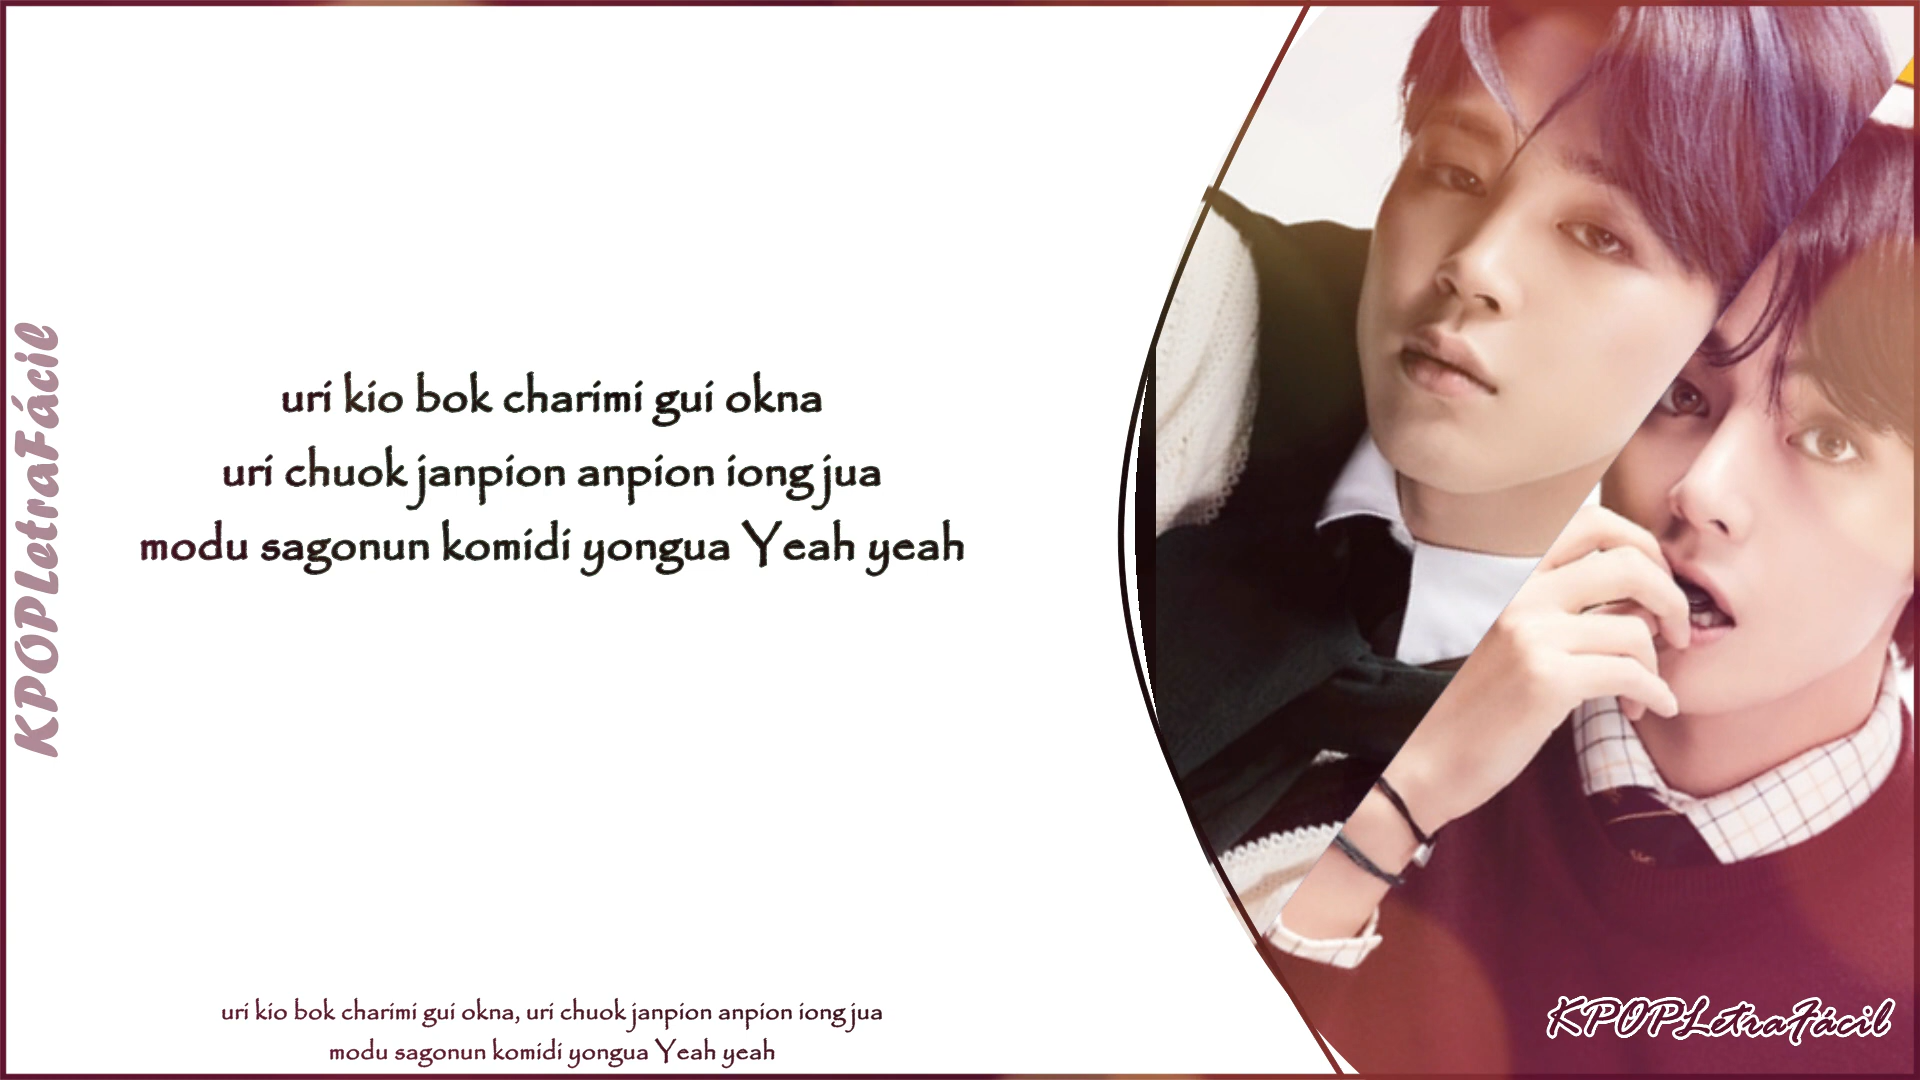 KPOPLetraFácil
uri kio bok charimi gui okna
uri chuok janpion anpion iong jua
modu sagonun komidi yongua Yeah yeah
uri kio bok charimi gui okna, uri chuok janpion anpion iong jua
modu sagonun komidi yongua Yeah yeah
KPOPLetraFácil